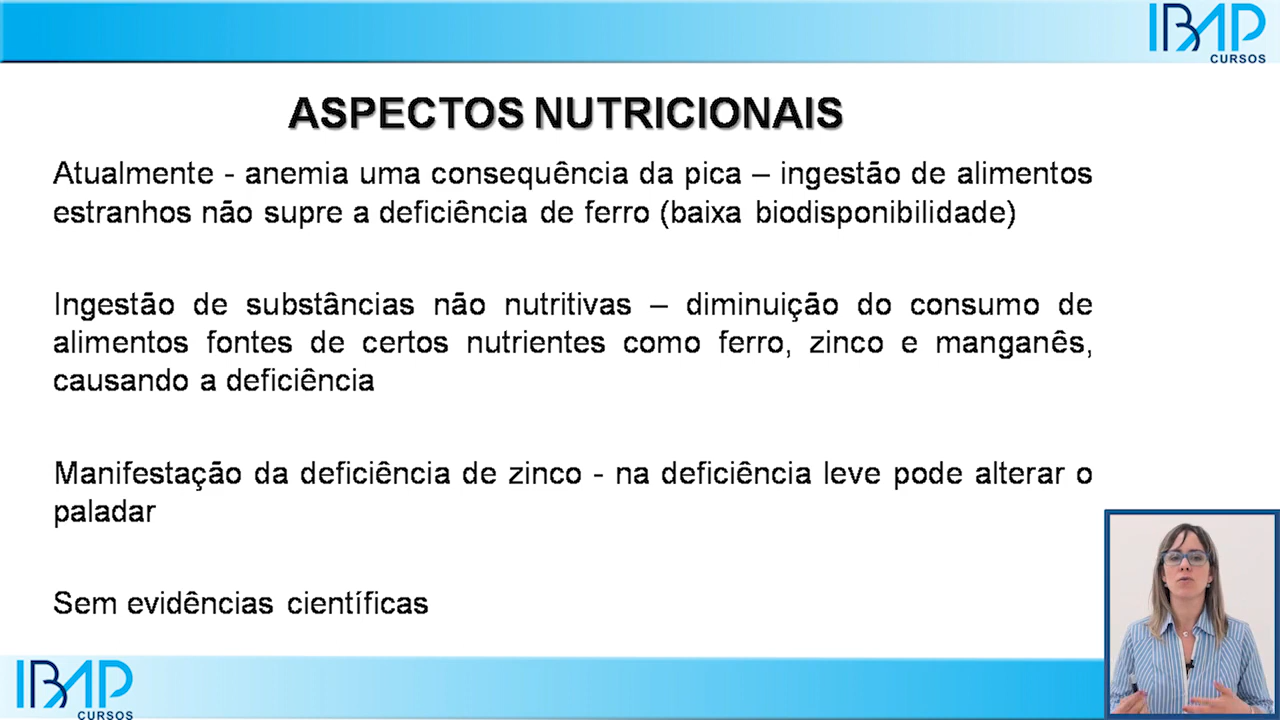 IBAP
CURSOS
ASPECTOS NUTRICIONAIS
Atualmente - anemia uma consequência da pica – ingestão de alimentos
estranhos não supre a deficiência de ferro (baixa biodisponibilidade)
Ingestão de substâncias não nutritivas – diminuição do consumo de
alimentos fontes de certos nutrientes como ferro, zinco e manganês,
causando a deficiência
Manifestação da deficiência de zinco - na deficiência leve pode alterar o
paladar
Sem evidências científicas
IBAP
CURSOS